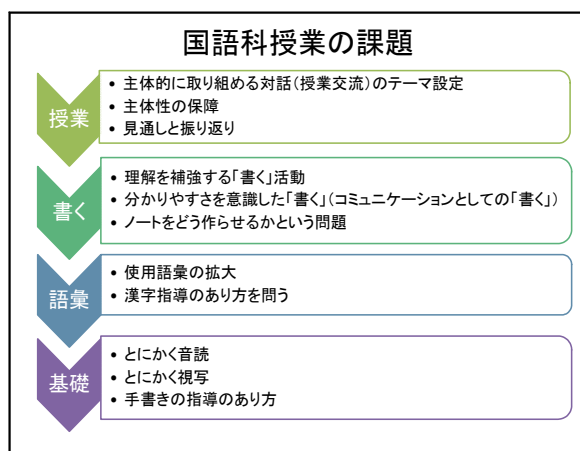 国語科授業の課題
授業
• 主体的に取り組める対話(授業交流)のテーマ設定
• 主体性の保障
• 見通しと振り返り
書く
• 理解を補強する「書く」活動
• 分かりやすさを意識した「書く」(コミュニケーションとしての「書く」)
• ノートをどう作らせるかという問題
語彙
• 使用語彙の拡大
• 漢字指導のあり方を問う
基礎
• とにかく音読
• とにかく視写
• 手書きの指導のあり方